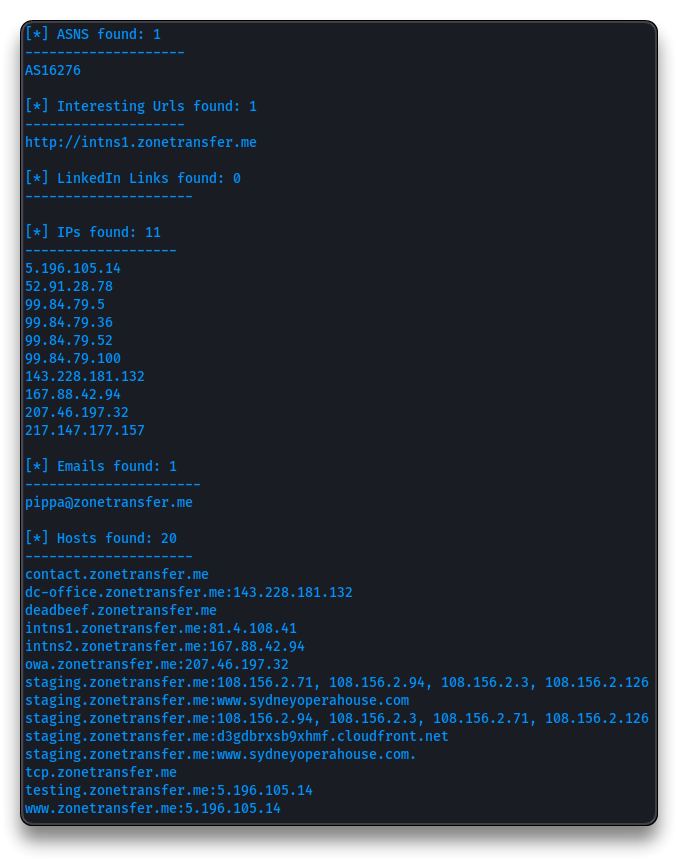 [*] ASNS found: 1
--------------------
AS16276
[*] Interesting Urls found: 1
--------------------
http://intns1.zonetransfer.me
[*] LinkedIn Links found: 0
---------------------
[*] IPs found: 11
-------------------
5.196.105.14
52.91.28.78
99.84.79.5
99.84.79.36
99.84.79.52
99.84.79.100
143.228.181.132
167.88.42.94
207.46.197.32
217.147.177.157
[*] Emails found: 1
----------------------
pippa@zonetransfer.me
[*] Hosts found: 20
---------------------
contact.zonetransfer.me
dc-office.zonetransfer.me:143.228.181.132
deadbeef.zonetransfer.me
intns1.zonetransfer.me:81.4.108.41
intns2.zonetransfer.me:167.88.42.94
owa.zonetransfer.me:207.46.197.32
staging.zonetransfer.me:108.156.2.71, 108.156.2.94, 108.156.2.3, 108.156.2.126
staging.zonetransfer.me:www.sydneyoperahouse.com
staging.zonetransfer.me:108.156.2.94, 108.156.2.3, 108.156.2.71, 108.156.2.126
staging.zonetransfer.me:d3gdbrxsb9xhmf.cloudfront.net
staging.zonetransfer.me:www.sydneyoperahouse.com.
tcp.zonetransfer.me
testing.zonetransfer.me:5.196.105.14
www.zonetransfer.me:5.196.105.14